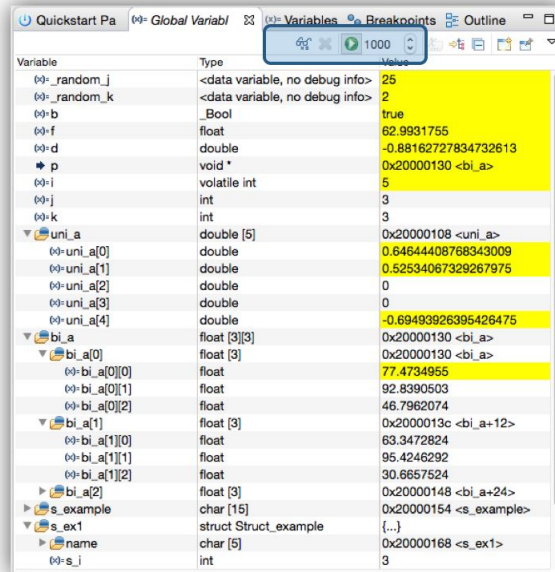 Quickstart Pa (x)= Global Variabl (x)= Variables Breakpoints Outline
1000
Variable Type Value
(x)= _random_j <data variable, no debug info> 25
(x)= _random_k <data variable, no debug info> 2
(x)= b _Bool true
(x)= f float 62.9931755
(x)= d double -0.88162727834732613
p void * 0x20000130 <bi_a>
(x)= i volatile int 5
(x)= j int 3
(x)= k int 3
uni_a double [5] 0x20000108 <uni_a>
(x)= uni_a[0] double 0.64644408768343009
(x)= uni_a[1] double 0.52534067329267975
(x)= uni_a[2] double 0
(x)= uni_a[3] double 0
(x)= uni_a[4] double -0.69493926395426475
bi_a float [3][3] 0x20000130 <bi_a>
bi_a[0] float [3] 0x20000130 <bi_a>
(x)= bi_a[0][0] float 77.4734955
(x)= bi_a[0][1] float 92.8390503
(x)= bi_a[0][2] float 46.7962074
bi_a[1] float [3] 0x2000013c <bi_a+12>
(x)= bi_a[1][0] float 63.3472824
(x)= bi_a[1][1] float 95.4246292
(x)= bi_a[1][2] float 30.6657524
bi_a[2] float [3] 0x20000148 <bi_a+24>
s_example char [15] 0x20000154 <s_example>
s_ex1 struct Struct_example {...}
name char [5] 0x20000168 <s_ex1>
(x)= s_i int 3